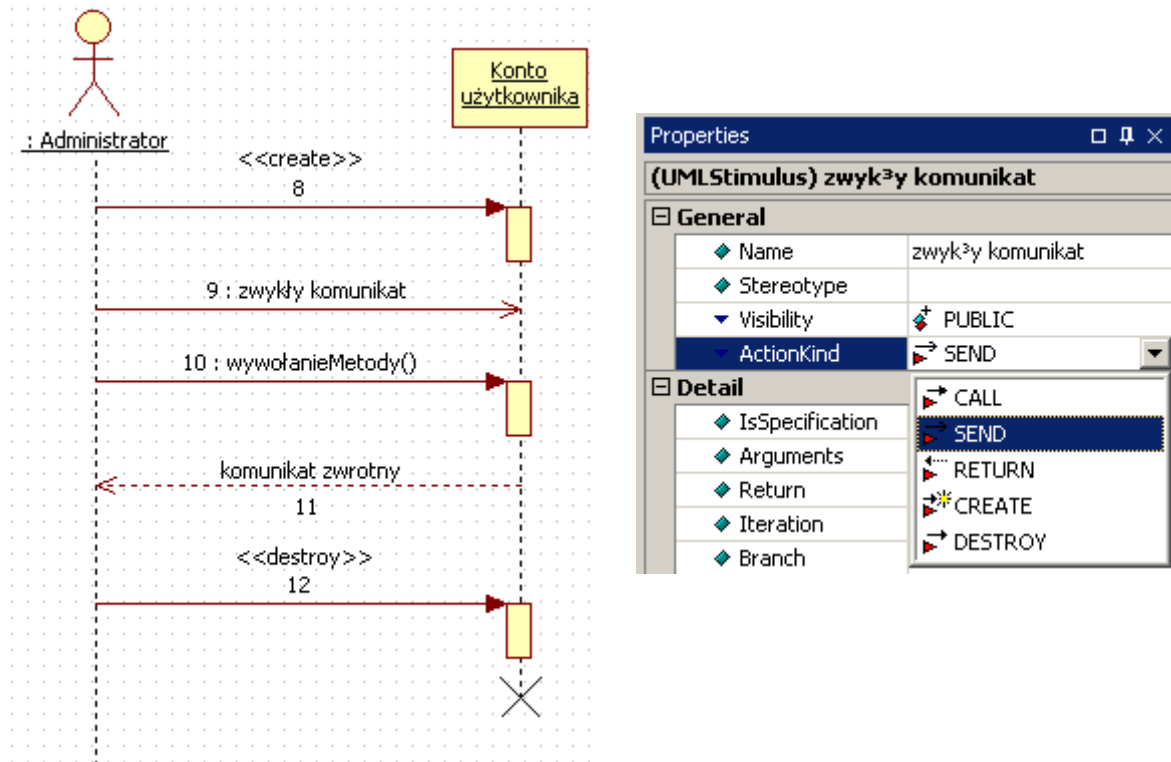 : Administrator
Konto
użytkownika
<<create>>
8
9 : zwykły komunikat
10 : wywołanieMetody()
komunikat zwrotny
11
<<destroy>>
12
Properties
(UMLStimulus) zwyk³y komunikat
General
Name zwyk³y komunikat
Stereotype
Visibility PUBLIC
ActionKind SEND
Detail
IsSpecification
Arguments
Return
Iteration
Branch
CALL
SEND
RETURN
CREATE
DESTROY